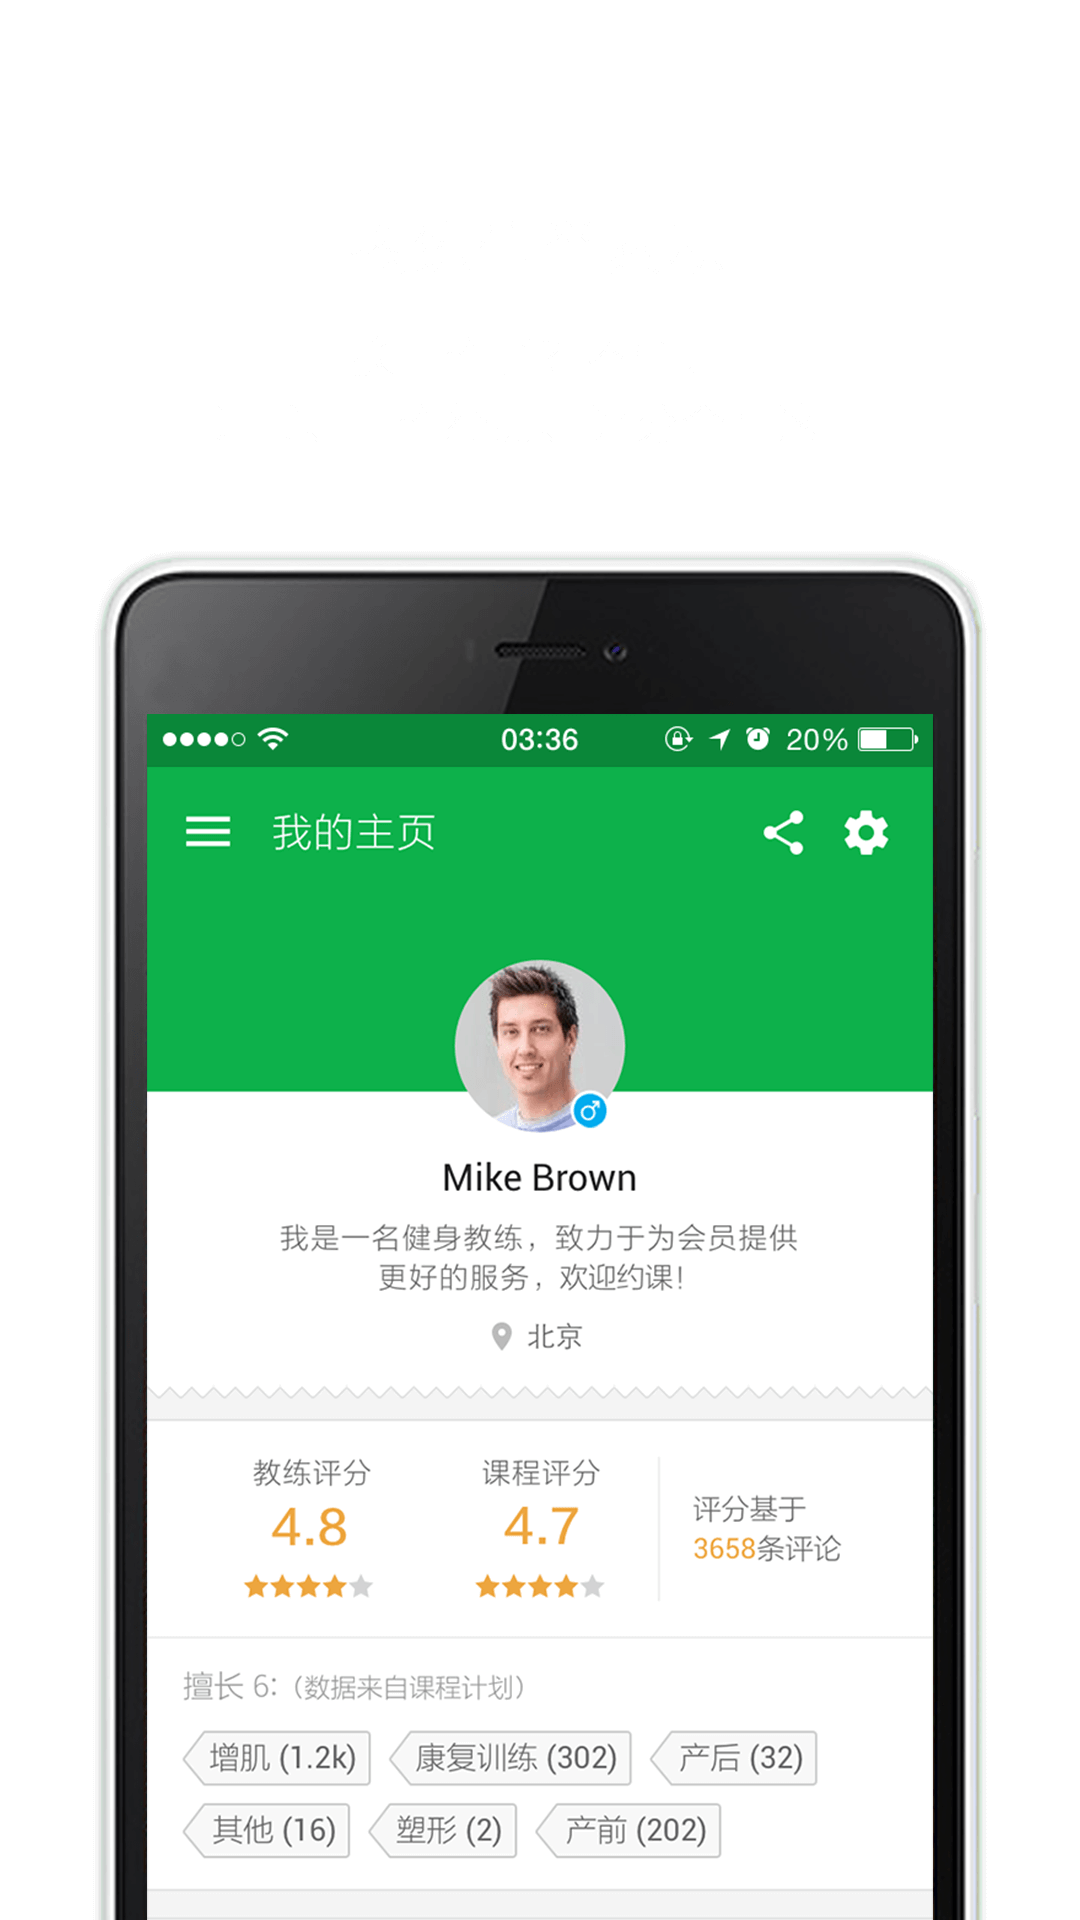 03:36
20%
我的主页
Mike Brown
我是一名健身教练，致力于为会员提供
更好的服务，欢迎约课！
北京
教练评分
4.8
课程评分
4.7
评分基于
3658条评论
擅长 6:（数据来自课程计划）
增肌 (1.2k)
康复训练 (302)
产后 (32)
其他 (16)
塑形 (2)
产前 (202)